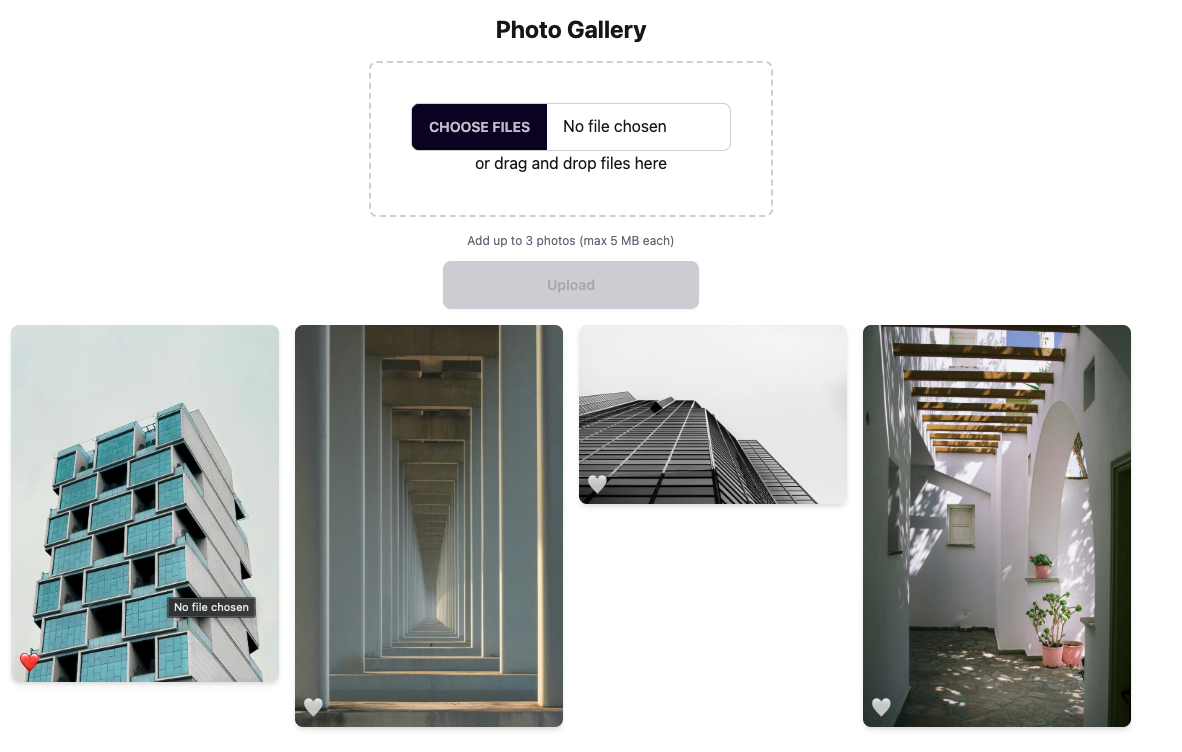 Photo Gallery
CHOOSE FILES No file chosen
or drag and drop files here
Add up to 3 photos (max 5 MB each)
Upload
No file chosen